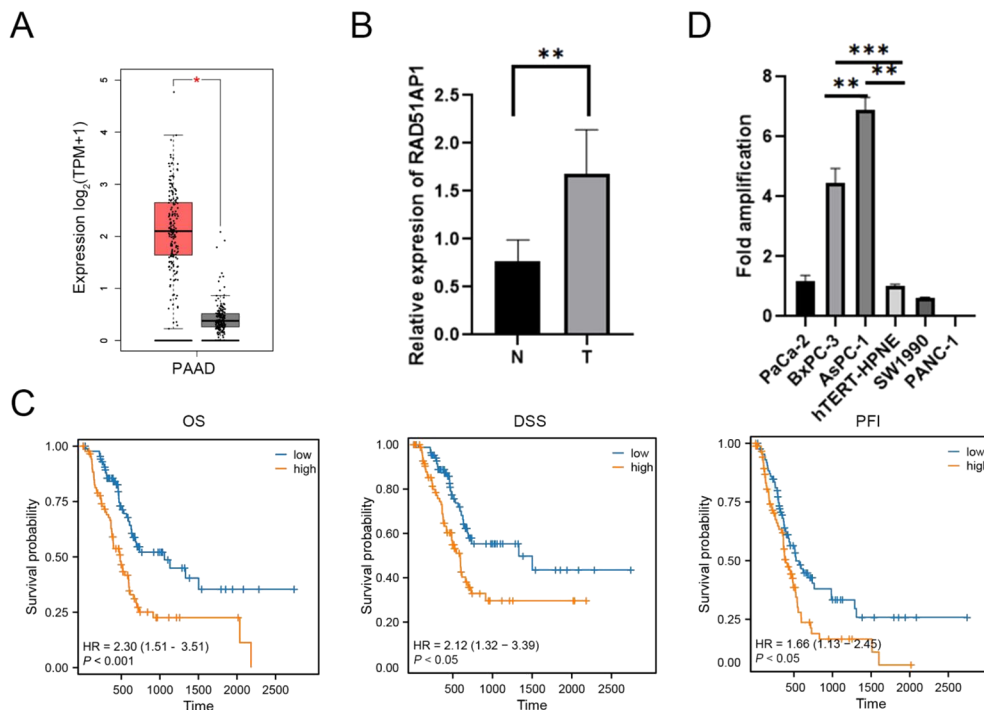 A
Expression log2(TPM+1)
5
4
3
2
1
0
*
PAAD
B
Relative expresion of RAD51AP1
2.5
2.0
1.5
1.0
0.5
0.0
**
N
T
D
Fold amplification
8
6
4
2
0
***
**
**
PaCa-2
BxPC-3
AsPC-1
hTERT-HPNE
SW1990
PANC-1
C
OS
Survival probability
1.00
0.75
0.50
0.25
0.00
low
high
HR = 2.30 (1.51 - 3.51)
P < 0.001
500 1000 1500 2000 2500
Time
DSS
Survival probability
1.00
0.80
0.60
0.40
0.20
0.00
low
high
HR = 2.12 (1.32 − 3.39)
P < 0.05
500 1000 1500 2000 2500
Time
PFI
Survival probability
1.00
0.75
0.50
0.25
0.00
low
high
HR = 1.66 (1.13 − 2.45)
P < 0.05
500 1000 1500 2000 2500
Time